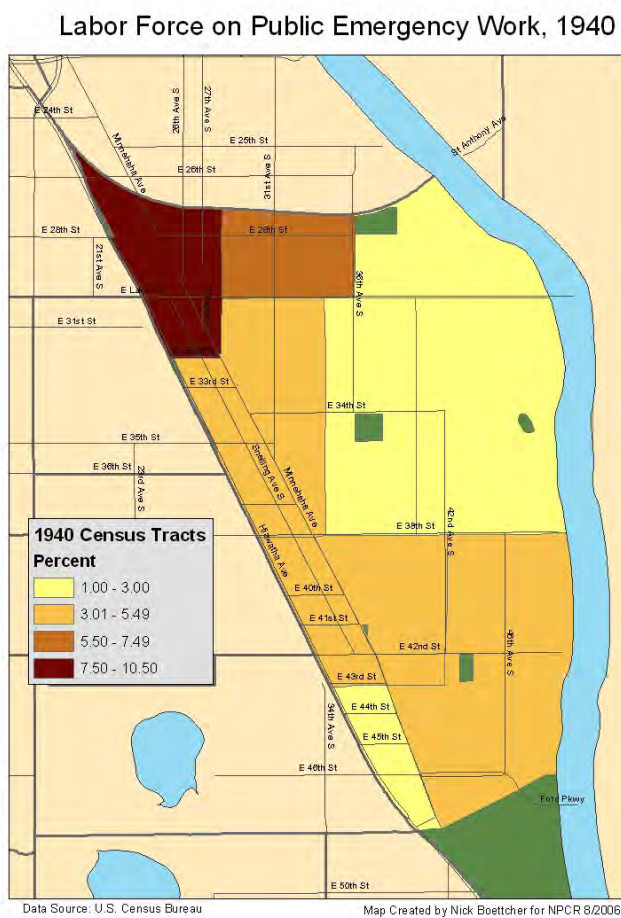 Labor Force on Public Emergency Work, 1940
E 24th St
26th Ave S
27th Ave S
St Anthony Ave
Minnehaha Ave
E 25th St
31st Ave S
E 26th St
E 28th St
E 28th St
21st Ave S
36th Ave S
E
E 31st St
E 33rd St
E 34th St
E 35th St
E 36th St
23rd Ave S
Snelling Ave S
Minnehaha Ave
Hiawatha Ave
E 38th St
42nd Ave S
1940 Census Tracts
Percent
1.00 - 3.00
3.01 - 5.49
5.50 - 7.49
7.50 - 10.50
E 40th St
E 41st St
E 42nd St
46th Ave S
E 43rd St
34th Ave S
E 44th St
E 45th St
E 46th St
Ford Pkwy
E 50th St
Data Source: U.S. Census Bureau
Map Created by Nick Boettcher for NPCR 8/2006